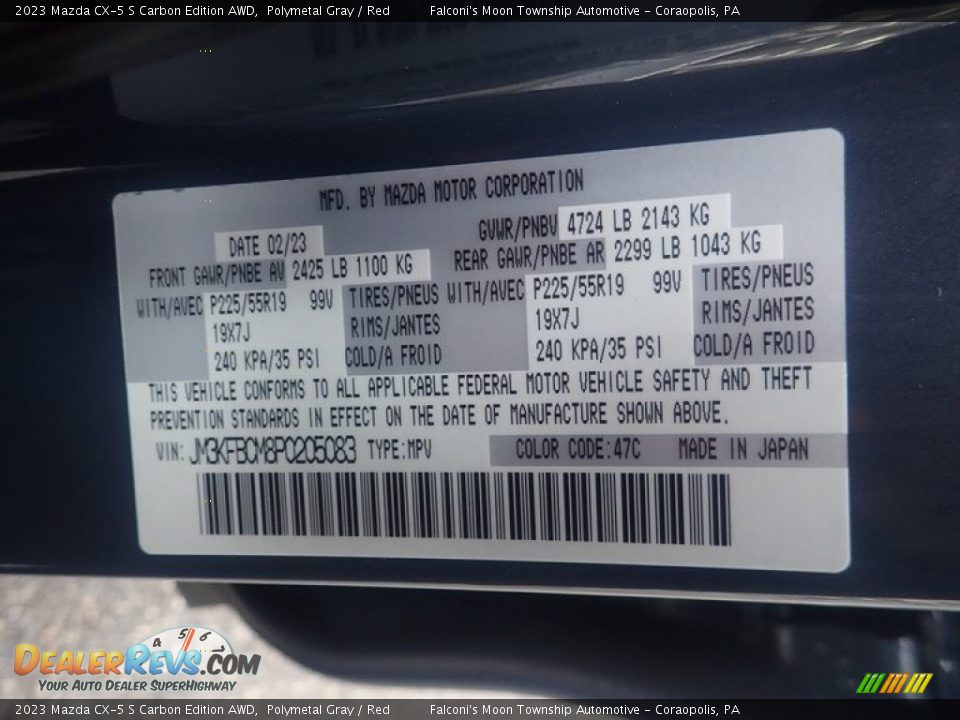 2023 Mazda CX-5 S Carbon Edition AWD, Polymetal Gray / Red Falconi's Moon Township Automotive - Coraopolis, PA
MFD. BY MAZDA MOTOR CORPORATION
DATE 02/23 GVWR/PNBV 4724 LB 2143 KG
FRONT GAWR/PNBE AV 2425 LB 1100 KG REAR GAWR/PNBE AR 2299 LB 1043 KG
WITH/AVEC P225/55R19 99V TIRES/PNEUS WITH/AVEC P225/55R19 99V TIRES/PNEUS
19X7J RIMS/JANTES 19X7J RIMS/JANTES
240 KPA/35 PSI COLD/A FROID 240 KPA/35 PSI COLD/A FROID
THIS VEHICLE CONFORMS TO ALL APPLICABLE FEDERAL MOTOR VEHICLE SAFETY AND THEFT
PREVENTION STANDARDS IN EFFECT ON THE DATE OF MANUFACTURE SHOWN ABOVE.
VIN: JM3KFBCM8P0205083 TYPE:MPV COLOR CODE:47C MADE IN JAPAN
4 5 6
DEALERREVS.COM
YOUR AUTO DEALER SUPERHIGHWAY
2023 Mazda CX-5 S Carbon Edition AWD, Polymetal Gray / Red Falconi's Moon Township Automotive - Coraopolis, PA